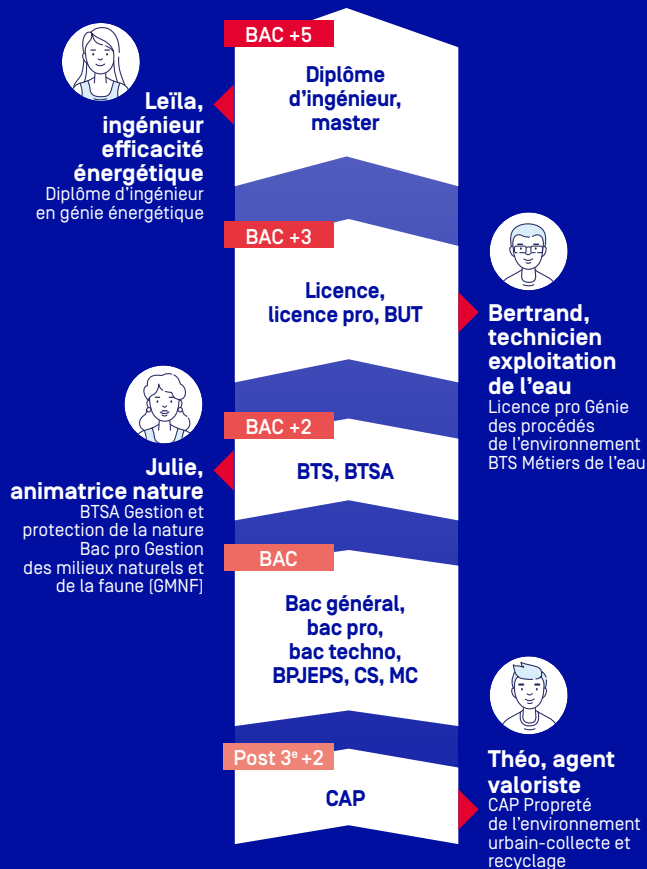 BAC +5
Diplôme
d’ingénieur,
master
Leïla,
ingénieur
efficacité
énergétique
Diplôme d’ingénieur
en génie énergétique
BAC +3
Licence,
licence pro, BUT
Bertrand,
technicien
exploitation
de l’eau
Licence pro Génie
des procédés
de l’environnement
BTS Métiers de l’eau
BAC +2
BTS, BTSA
Julie,
animatrice nature
BTSA Gestion et
protection de la nature
Bac pro Gestion
des milieux naturels et
de la faune (GMNF)
BAC
Bac général,
bac pro,
bac techno,
BPJEPS, CS, MC
Post 3ᵉ +2
CAP
Théo, agent
valoriste
CAP Propreté
de l’environnement
urbain-collecte et
recyclage